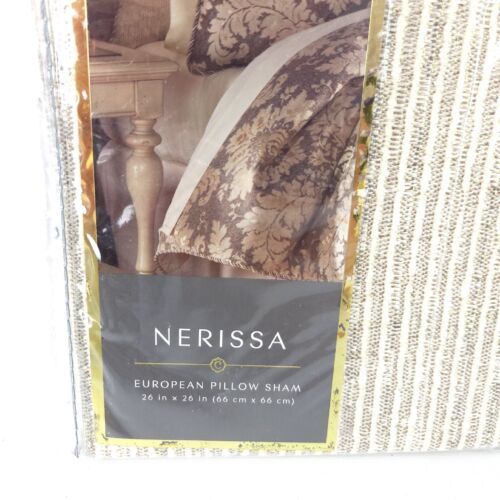 NERISSA
C
EUROPEAN PILLOW SHAM
26 in x 26 in (66 cm x 66 cm)